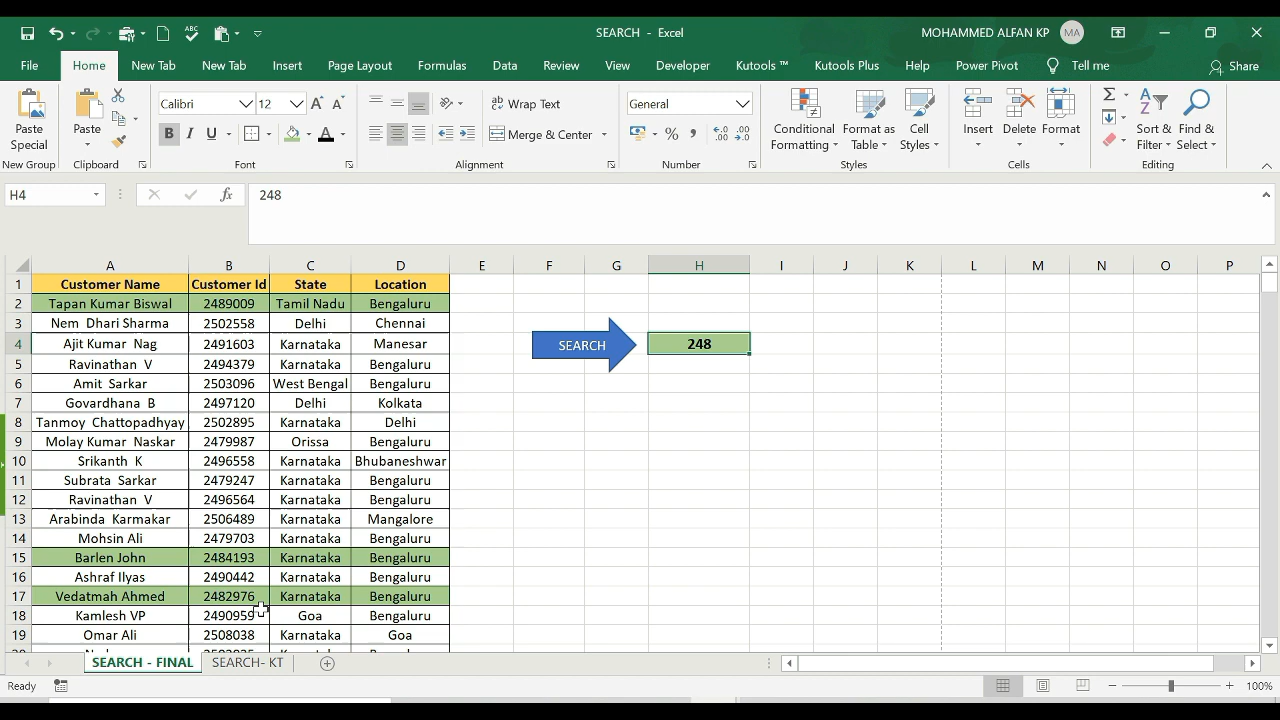 SEARCH - Excel
MOHAMMED ALFAN KP MA
File Home New Tab New Tab Insert Page Layout Formulas Data Review View Developer Kutools ™ Kutools Plus Help Power Pivot Tell me Share
Paste Special
New Group
Paste
Clipboard
Calibri 12
B I U
Font
Wrap Text
Merge & Center
Alignment
General
Number
Conditional Formatting
Format as Table
Cell Styles
Styles
Insert Delete Format
Cells
Sort & Filter
Find & Select
Editing
H4 fx 248
A B C D E F G H I J K L M N O P
1 Customer Name Customer Id State Location
2 Tapan Kumar Biswal 2489009 Tamil Nadu Bengaluru
3 Nem Dhari Sharma 2502558 Delhi Chennai
4 Ajit Kumar Nag 2491603 Karnataka Manesar SEARCH 248
5 Ravinathan V 2494379 Karnataka Bengaluru
6 Amit Sarkar 2503096 West Bengal Bengaluru
7 Govardhana B 2497120 Delhi Kolkata
8 Tanmoy Chattopadhyay 2502895 Karnataka Delhi
9 Molay Kumar Naskar 2479987 Orissa Bengaluru
10 Srikanth K 2496558 Karnataka Bhubaneshwar
11 Subrata Sarkar 2479247 Karnataka Bengaluru
12 Ravinathan V 2496564 Karnataka Bengaluru
13 Arabinda Karmakar 2506489 Karnataka Mangalore
14 Mohsin Ali 2479703 Karnataka Bengaluru
15 Barlen John 2484193 Karnataka Bengaluru
16 Ashraf Ilyas 2490442 Karnataka Bengaluru
17 Vedatmah Ahmed 2482976 Karnataka Bengaluru
18 Kamlesh VP 2490959 Goa Bengaluru
19 Omar Ali 2508038 Karnataka Goa
SEARCH - FINAL SEARCH- KT
Ready 100%